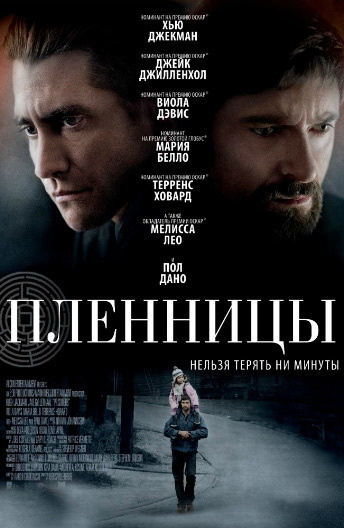 НОМИНАНТ НА ПРЕМИЮ ОСКАР®
ХЬЮ
ДЖЕКМАН
НОМИНАНТ НА ПРЕМИЮ ОСКАР®
ДЖЕЙК
ДЖИЛЛЕНХОЛ
НОМИНАНТ НА ПРЕМИЮ ОСКАР®
ВИОЛА
ДЭВИС
НОМИНАНТ
НА ПРЕМИЮ ЗОЛОТОЙ ГЛОБУС®
МАРИЯ
БЕЛЛО
НОМИНАНТ НА ПРЕМИЮ ОСКАР®
ТЕРРЕНС
ХОВАРД
А ТАКЖЕ
ОБЛАДАТЕЛЬ ПРЕМИИ ОСКАР®
МЕЛИССА
ЛЕО
И
ПОЛ
ДАНО
ПЛЕННИЦЫ
НЕЛЬЗЯ ТЕРЯТЬ НИ МИНУТЫ